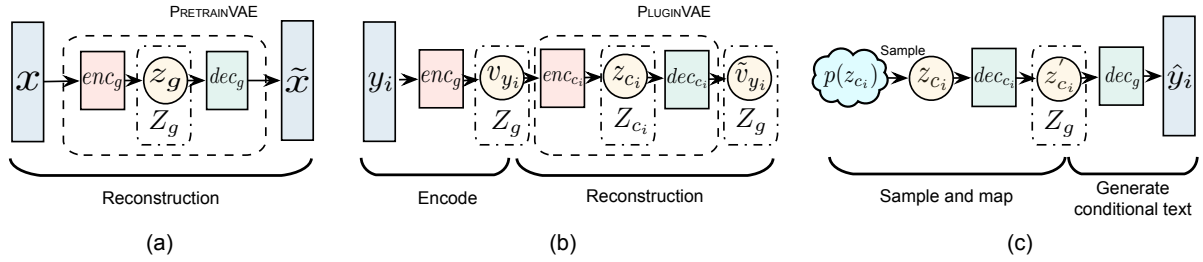 PRETRAINVAE
x enc_g z_g dec_g x̃
Z_g
Reconstruction
(a)
PLUGINVAE
y_i enc_g v_{y_i} enc_{c_i} z_{c_i} dec_{c_i} ṽ_{y_i}
Z_g Z_{c_i} Z_g
Encode Reconstruction
(b)
Sample
p(z_{c_i}) z_{c_i} dec_{c_i} z'_{c_i} dec_g ŷ_i
Z_g
Sample and map
Generate
conditional text
(c)